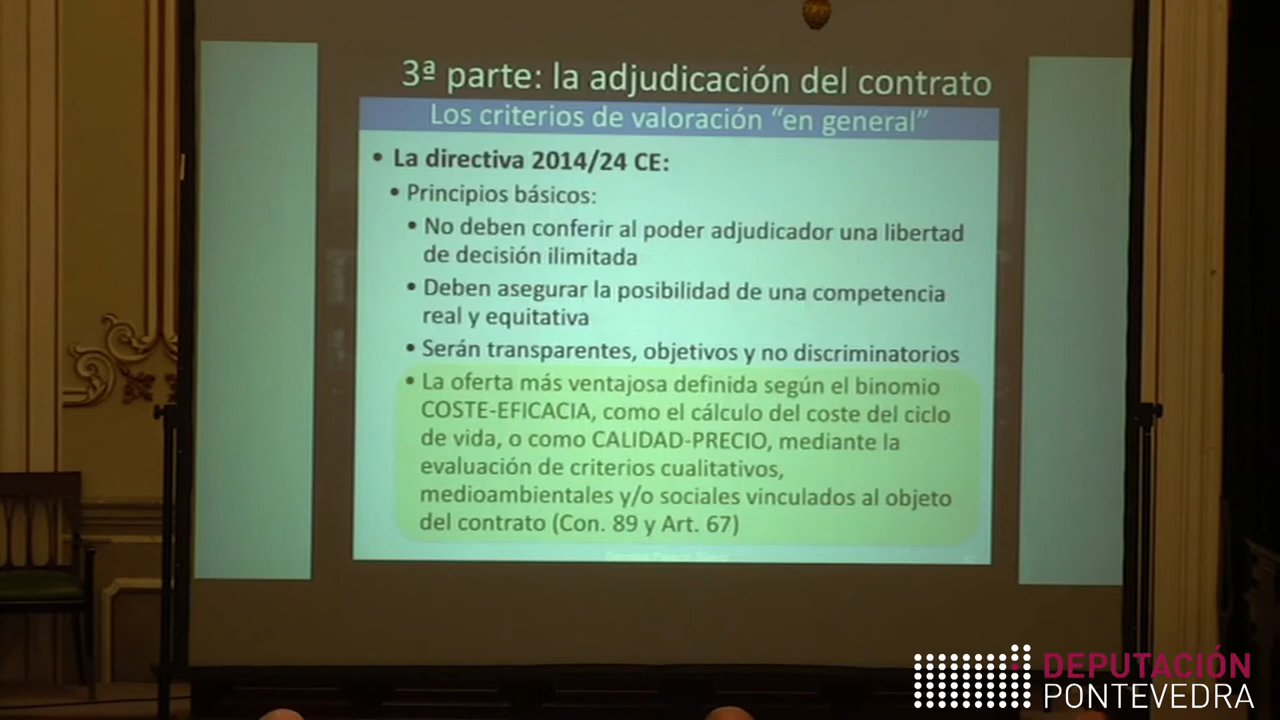 3ª parte: la adjudicación del contrato
Los criterios de valoración “en general”
• La directiva 2014/24 CE:
• Principios básicos:
• No deben conferir al poder adjudicador una libertad
de decisión ilimitada
• Deben asegurar la posibilidad de una competencia
real y equitativa
• Serán transparentes, objetivos y no discriminatorios
• La oferta más ventajosa definida según el binomio
COSTE-EFICACIA, como el cálculo del coste del ciclo
de vida, o como CALIDAD-PRECIO, mediante la
evaluación de criterios cualitativos,
medioambientales y/o sociales vinculados al objeto
del contrato (Con. 89 y Art. 67)
DEPUTACIÓN
PONTEVEDRA